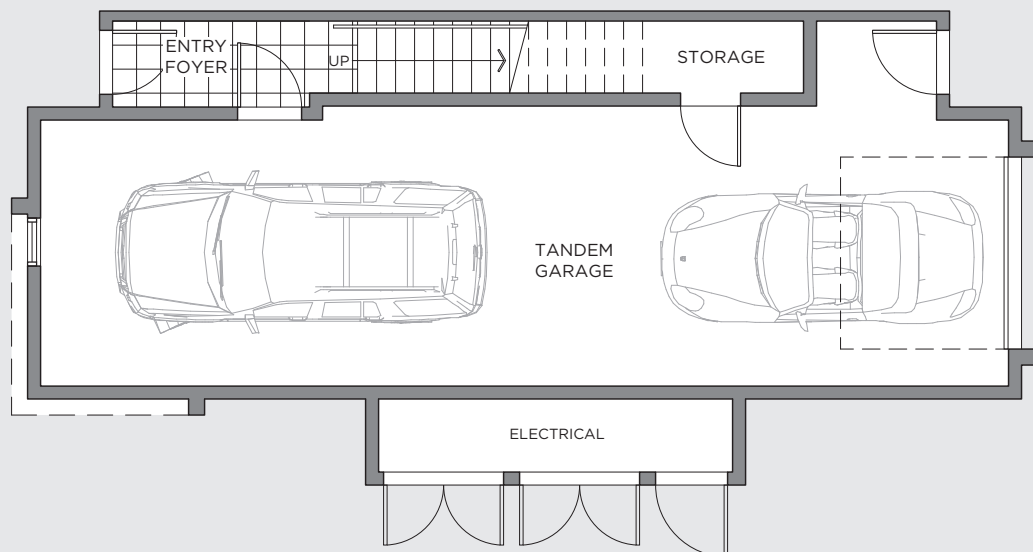 ENTRY
FOYER
UP
STORAGE
TANDEM
GARAGE
ELECTRICAL